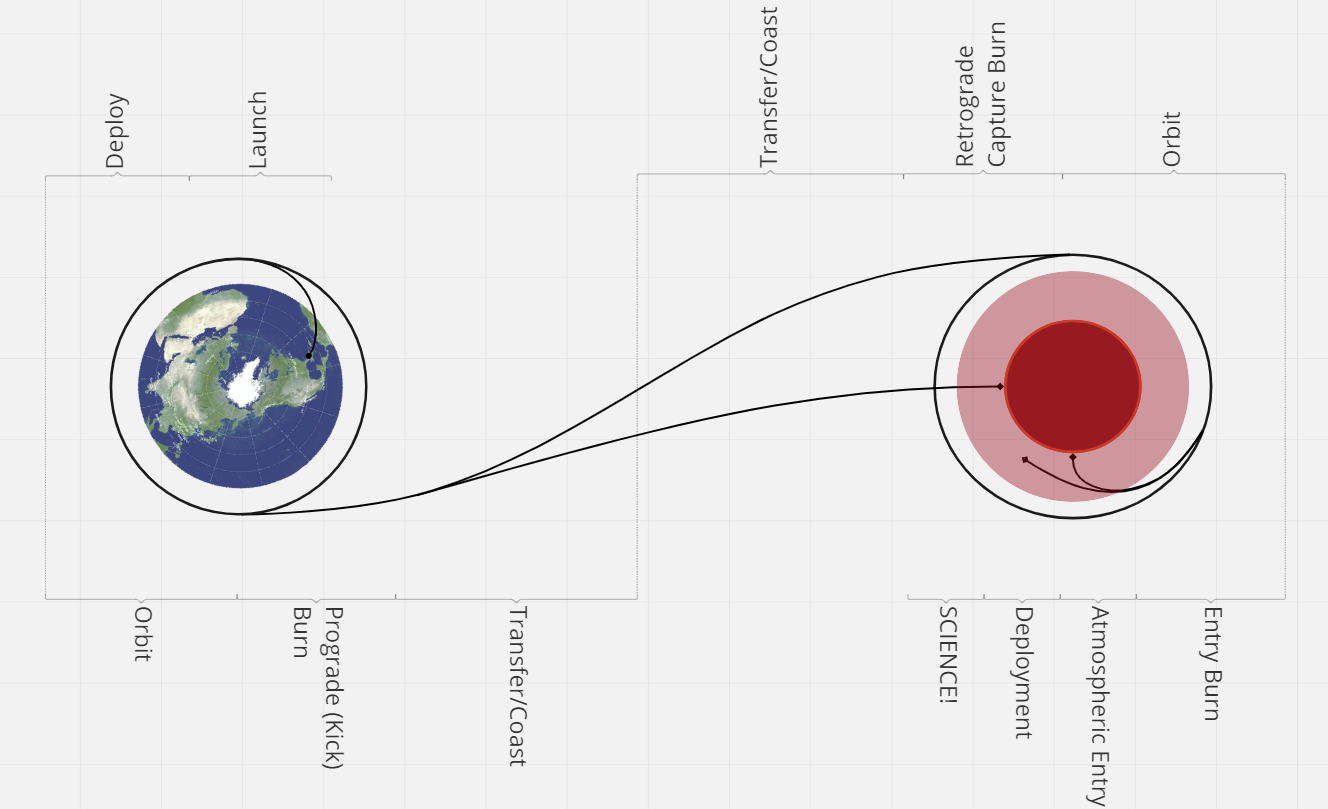 Deploy
Launch
Transfer/Coast
Retrograde
Capture Burn
Orbit
Orbit
Prograde (Kick)
Burn
Transfer/Coast
SCIENCE!
Deployment
Atmospheric Entry
Entry Burn